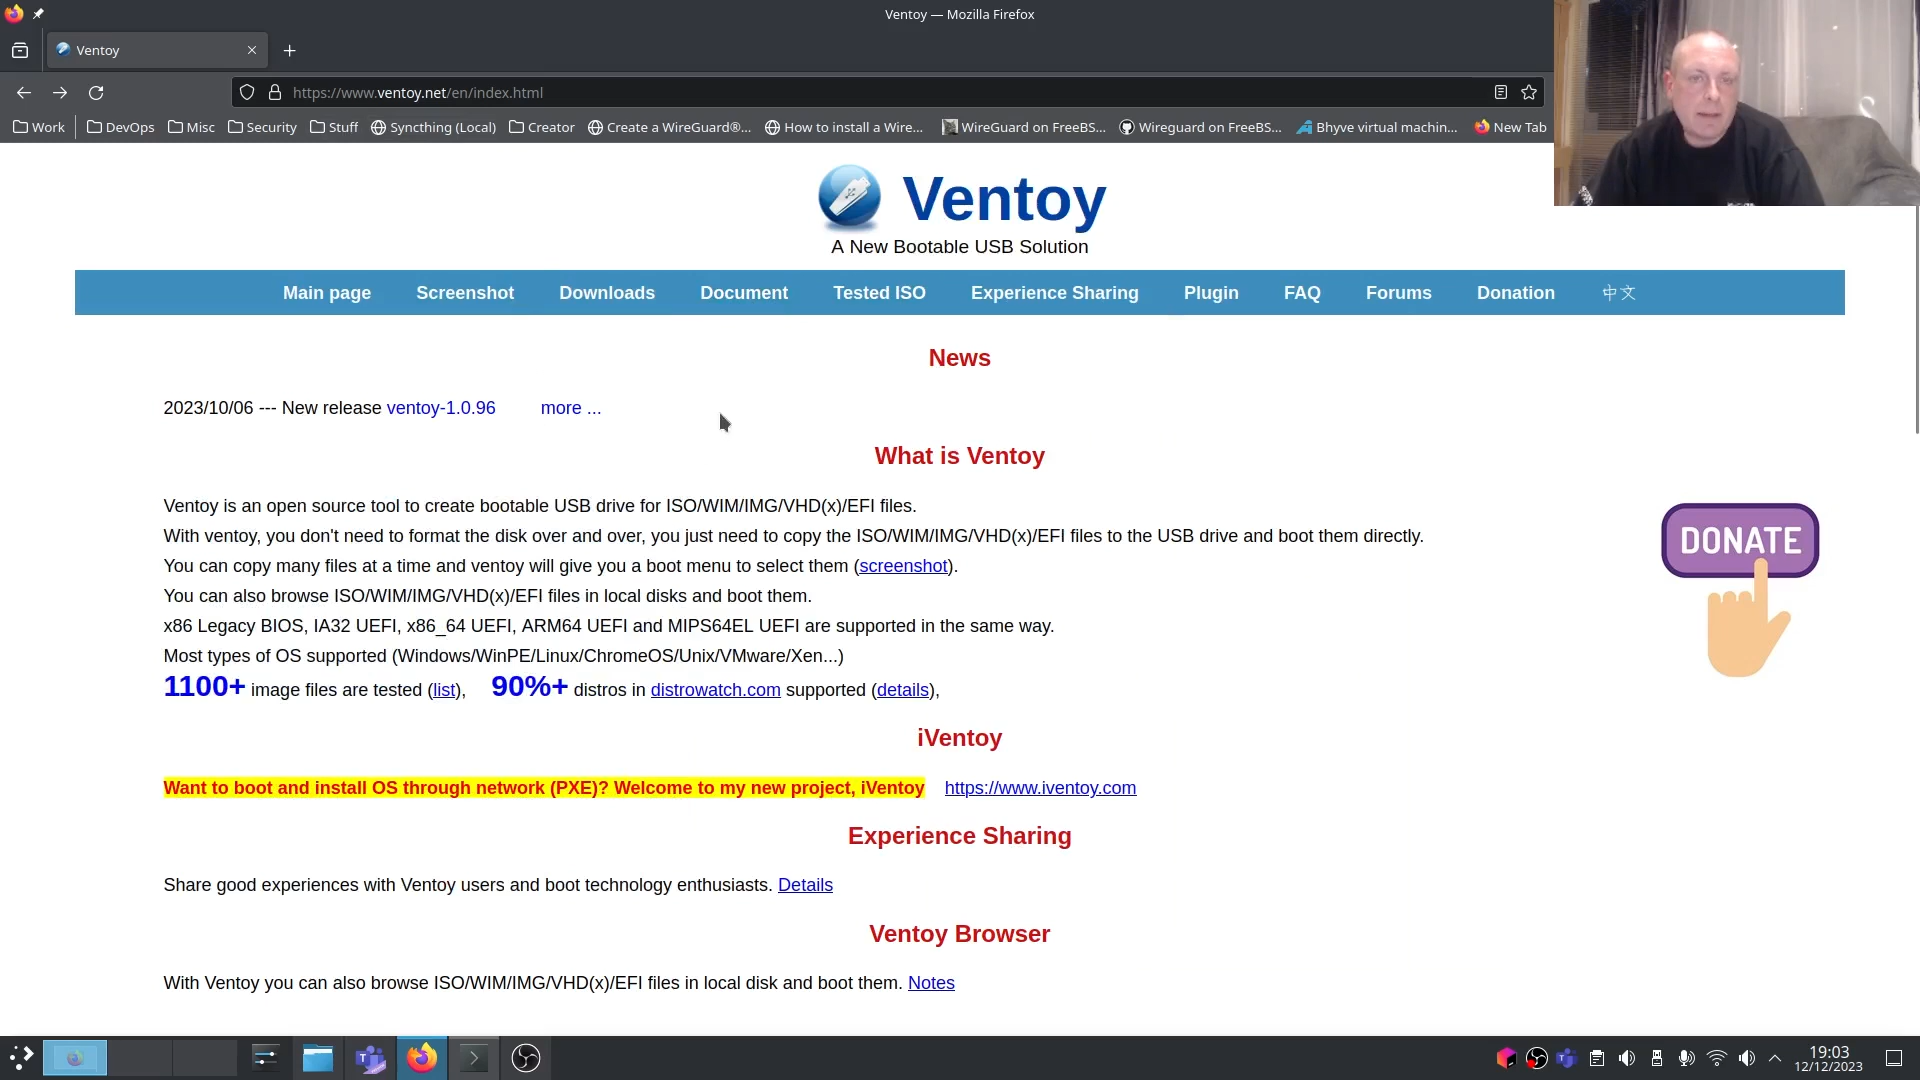 Ventoy — Mozilla Firefox
Ventoy
https://www.ventoy.net/en/index.html
Work DevOps Misc Security Stuff Syncthing (Local) Creator Create a WireGuard®... How to install a Wire... WireGuard on FreeBS... Wireguard on FreeBS... Bhyve virtual machin... New Tab
Ventoy
A New Bootable USB Solution
Main page Screenshot Downloads Document Tested ISO Experience Sharing Plugin FAQ Forums Donation 中文
News
2023/10/06 --- New release ventoy-1.0.96 more ...
What is Ventoy
Ventoy is an open source tool to create bootable USB drive for ISO/WIM/IMG/VHD(x)/EFI files.
With ventoy, you don't need to format the disk over and over, you just need to copy the ISO/WIM/IMG/VHD(x)/EFI files to the USB drive and boot them directly.
You can copy many files at a time and ventoy will give you a boot menu to select them (screenshot).
You can also browse ISO/WIM/IMG/VHD(x)/EFI files in local disks and boot them.
x86 Legacy BIOS, IA32 UEFI, x86_64 UEFI, ARM64 UEFI and MIPS64EL UEFI are supported in the same way.
Most types of OS supported (Windows/WinPE/Linux/ChromeOS/Unix/VMware/Xen...)
1100+ image files are tested (list), 90%+ distros in distrowatch.com supported (details),
DONATE
iVentoy
Want to boot and install OS through network (PXE)? Welcome to my new project, iVentoy https://www.iventoy.com
Experience Sharing
Share good experiences with Ventoy users and boot technology enthusiasts. Details
Ventoy Browser
With Ventoy you can also browse ISO/WIM/IMG/VHD(x)/EFI files in local disk and boot them. Notes
19:03
12/12/2023